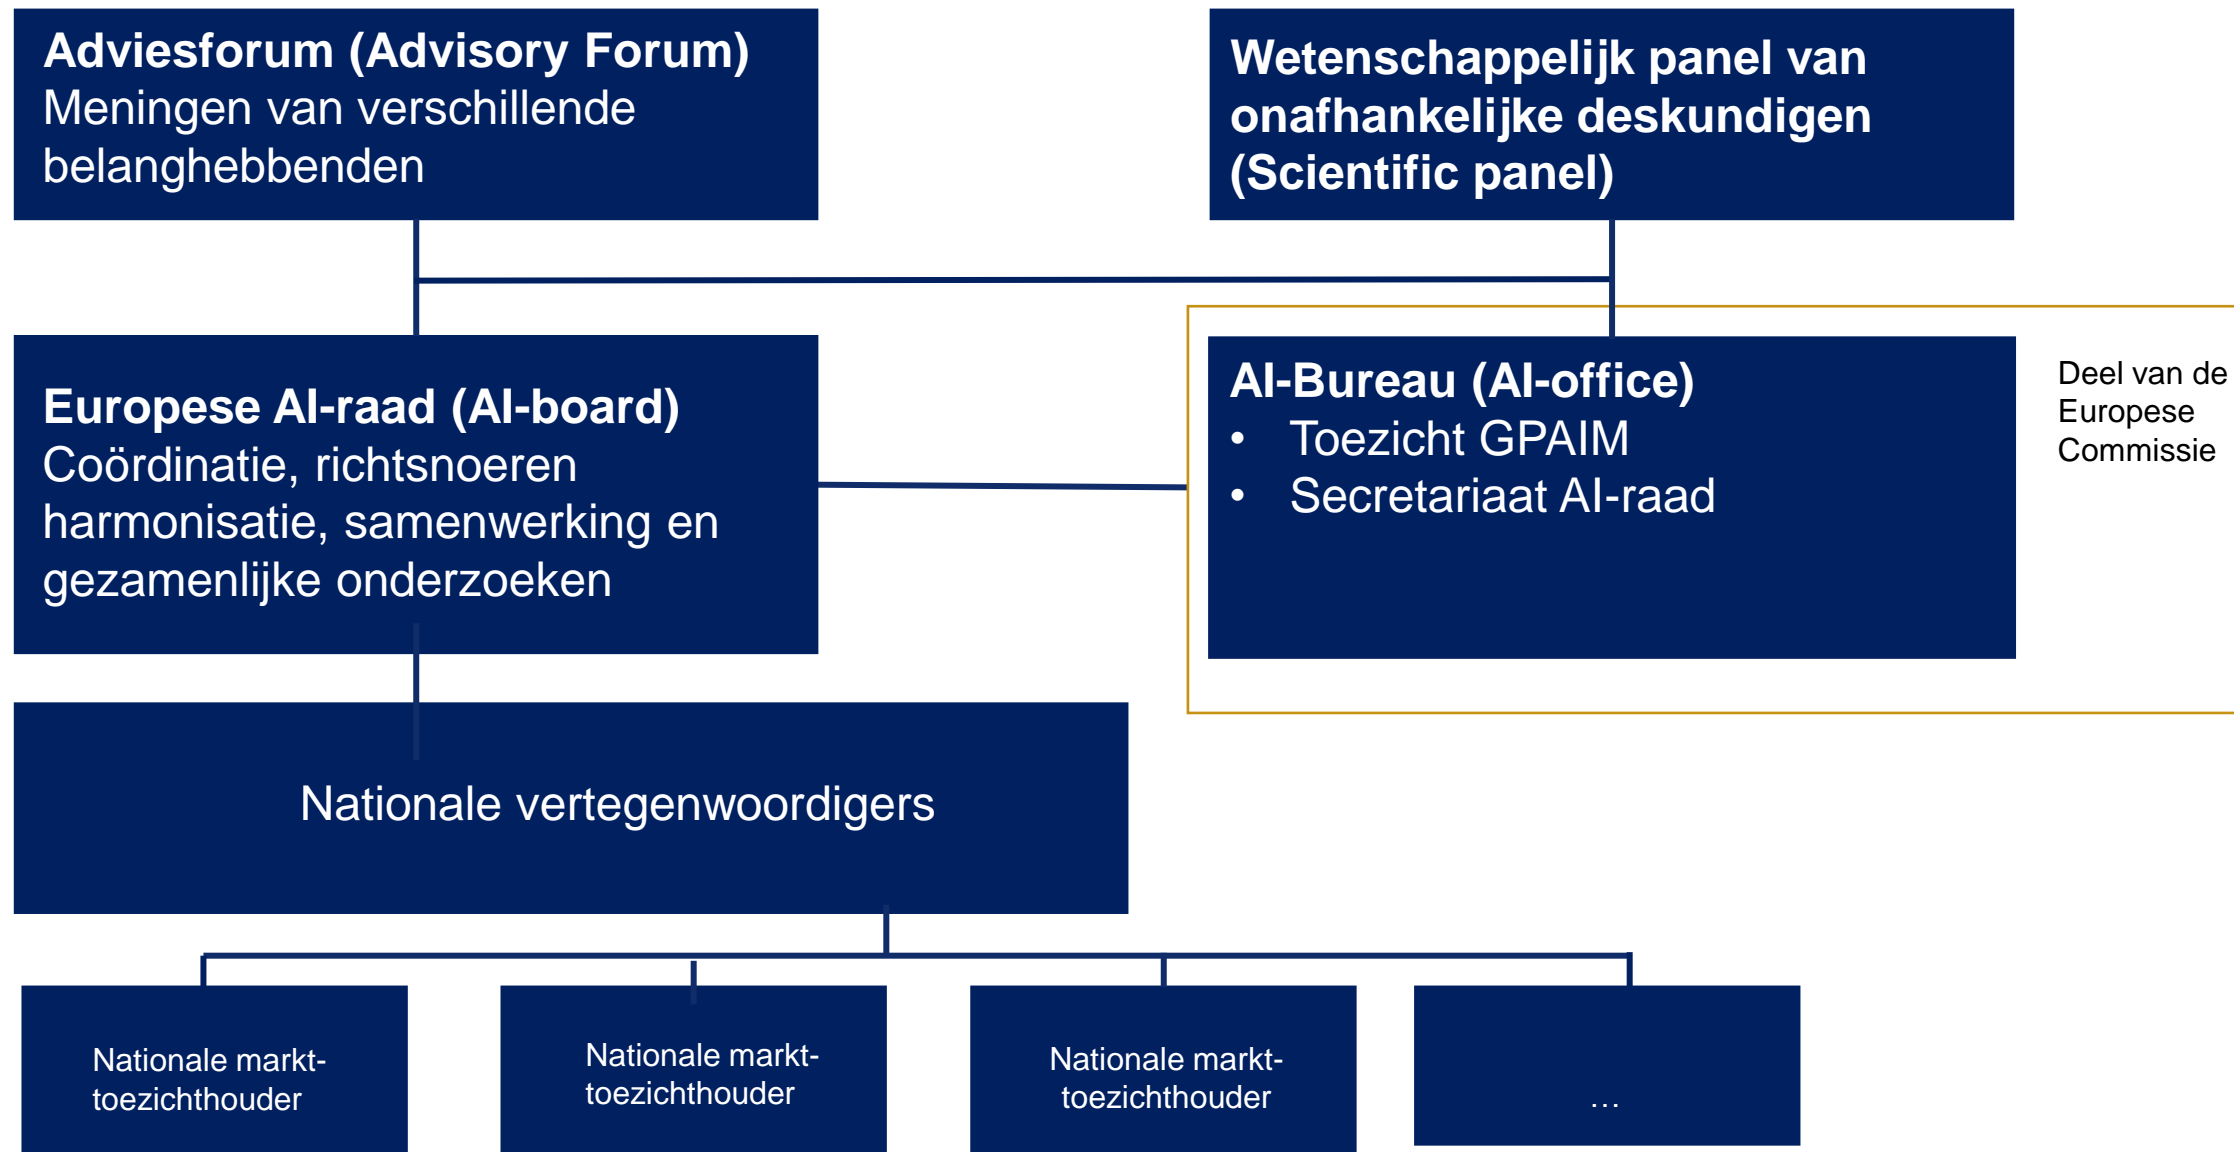 Adviesforum (Advisory Forum)
Meningen van verschillende
belanghebbenden
Wetenschappelijk panel van
onafhankelijke deskundigen
(Scientific panel)
Europese AI-raad (AI-board)
Coördinatie, richtsnoeren
harmonisatie, samenwerking en
gezamenlijke onderzoeken
AI-Bureau (AI-office)
• Toezicht GPAIM
• Secretariaat AI-raad
Deel van de
Europese
Commissie
Nationale vertegenwoordigers
Nationale markt-
toezichthouder
Nationale markt-
toezichthouder
Nationale markt-
toezichthouder
…